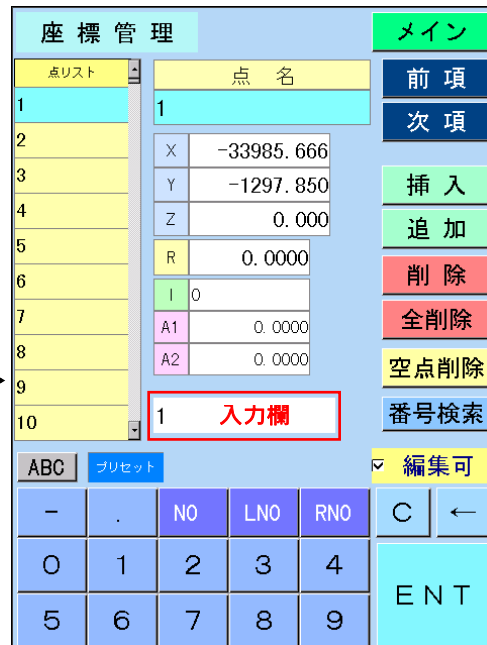 座標管理
メイン
点リスト
1
2
3
4
5
6
7
8
9
10
点名
1
X -33985.666
Y -1297.850
Z 0.000
R 0.0000
I 0
A1 0.0000
A2 0.0000
1 入力欄
前項
次項
挿入
追加
削除
全削除
空点削除
番号検索
ABC プリセット 編集可
- . NO LNO RNO C ←
0 1 2 3 4
5 6 7 8 9
ENT